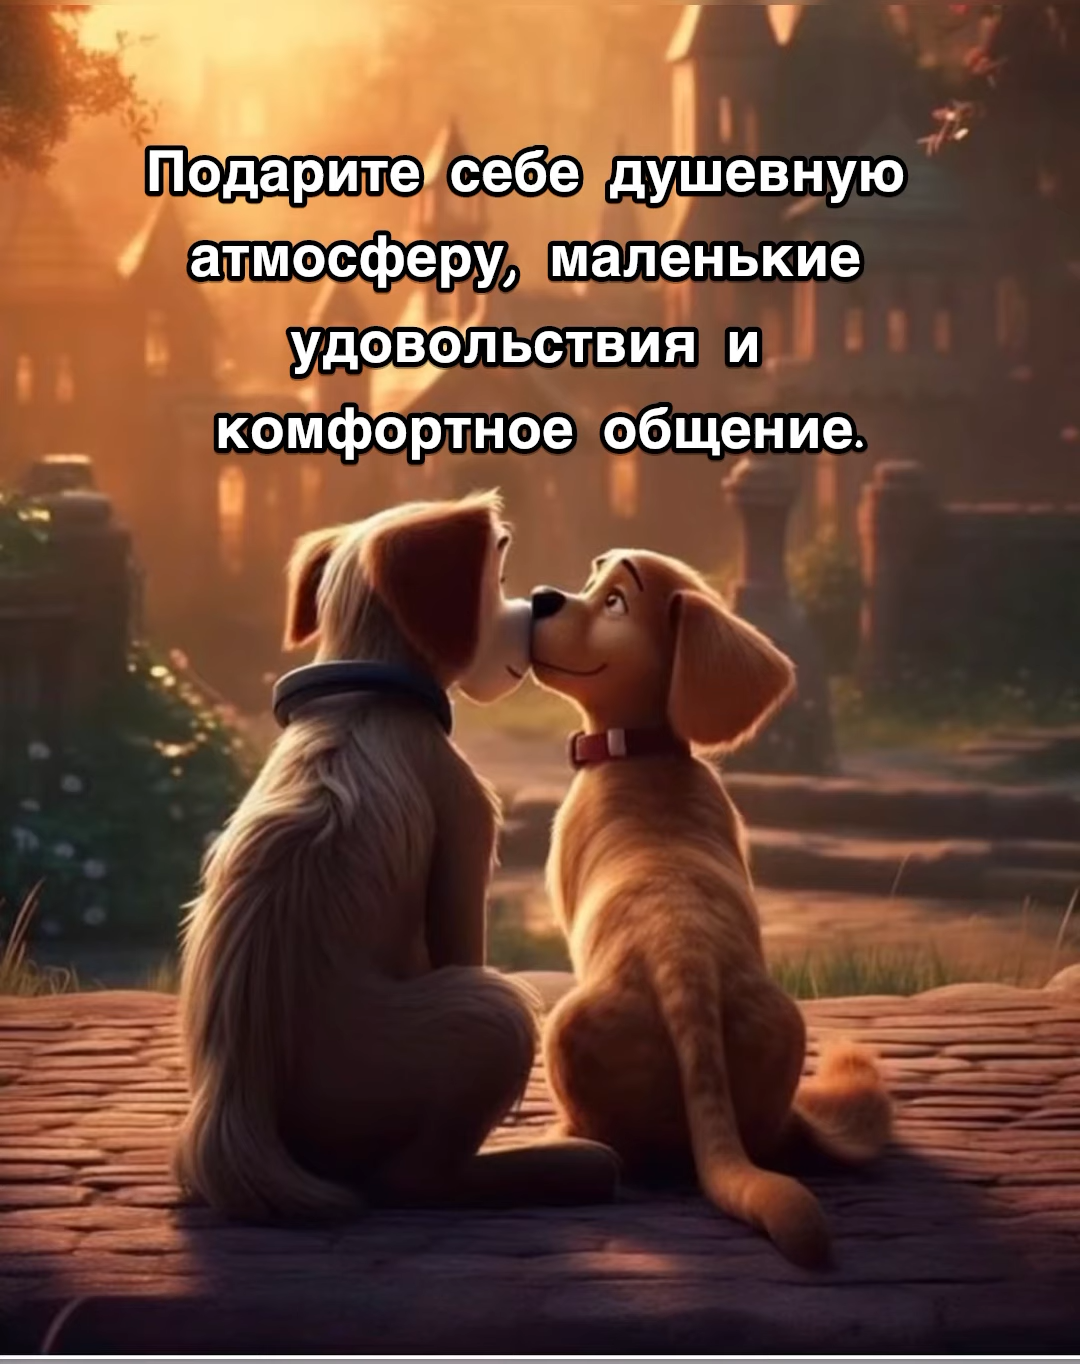 Подарите себе душевную
атмосферу, маленькие
удовольствия и
комфортное общение.